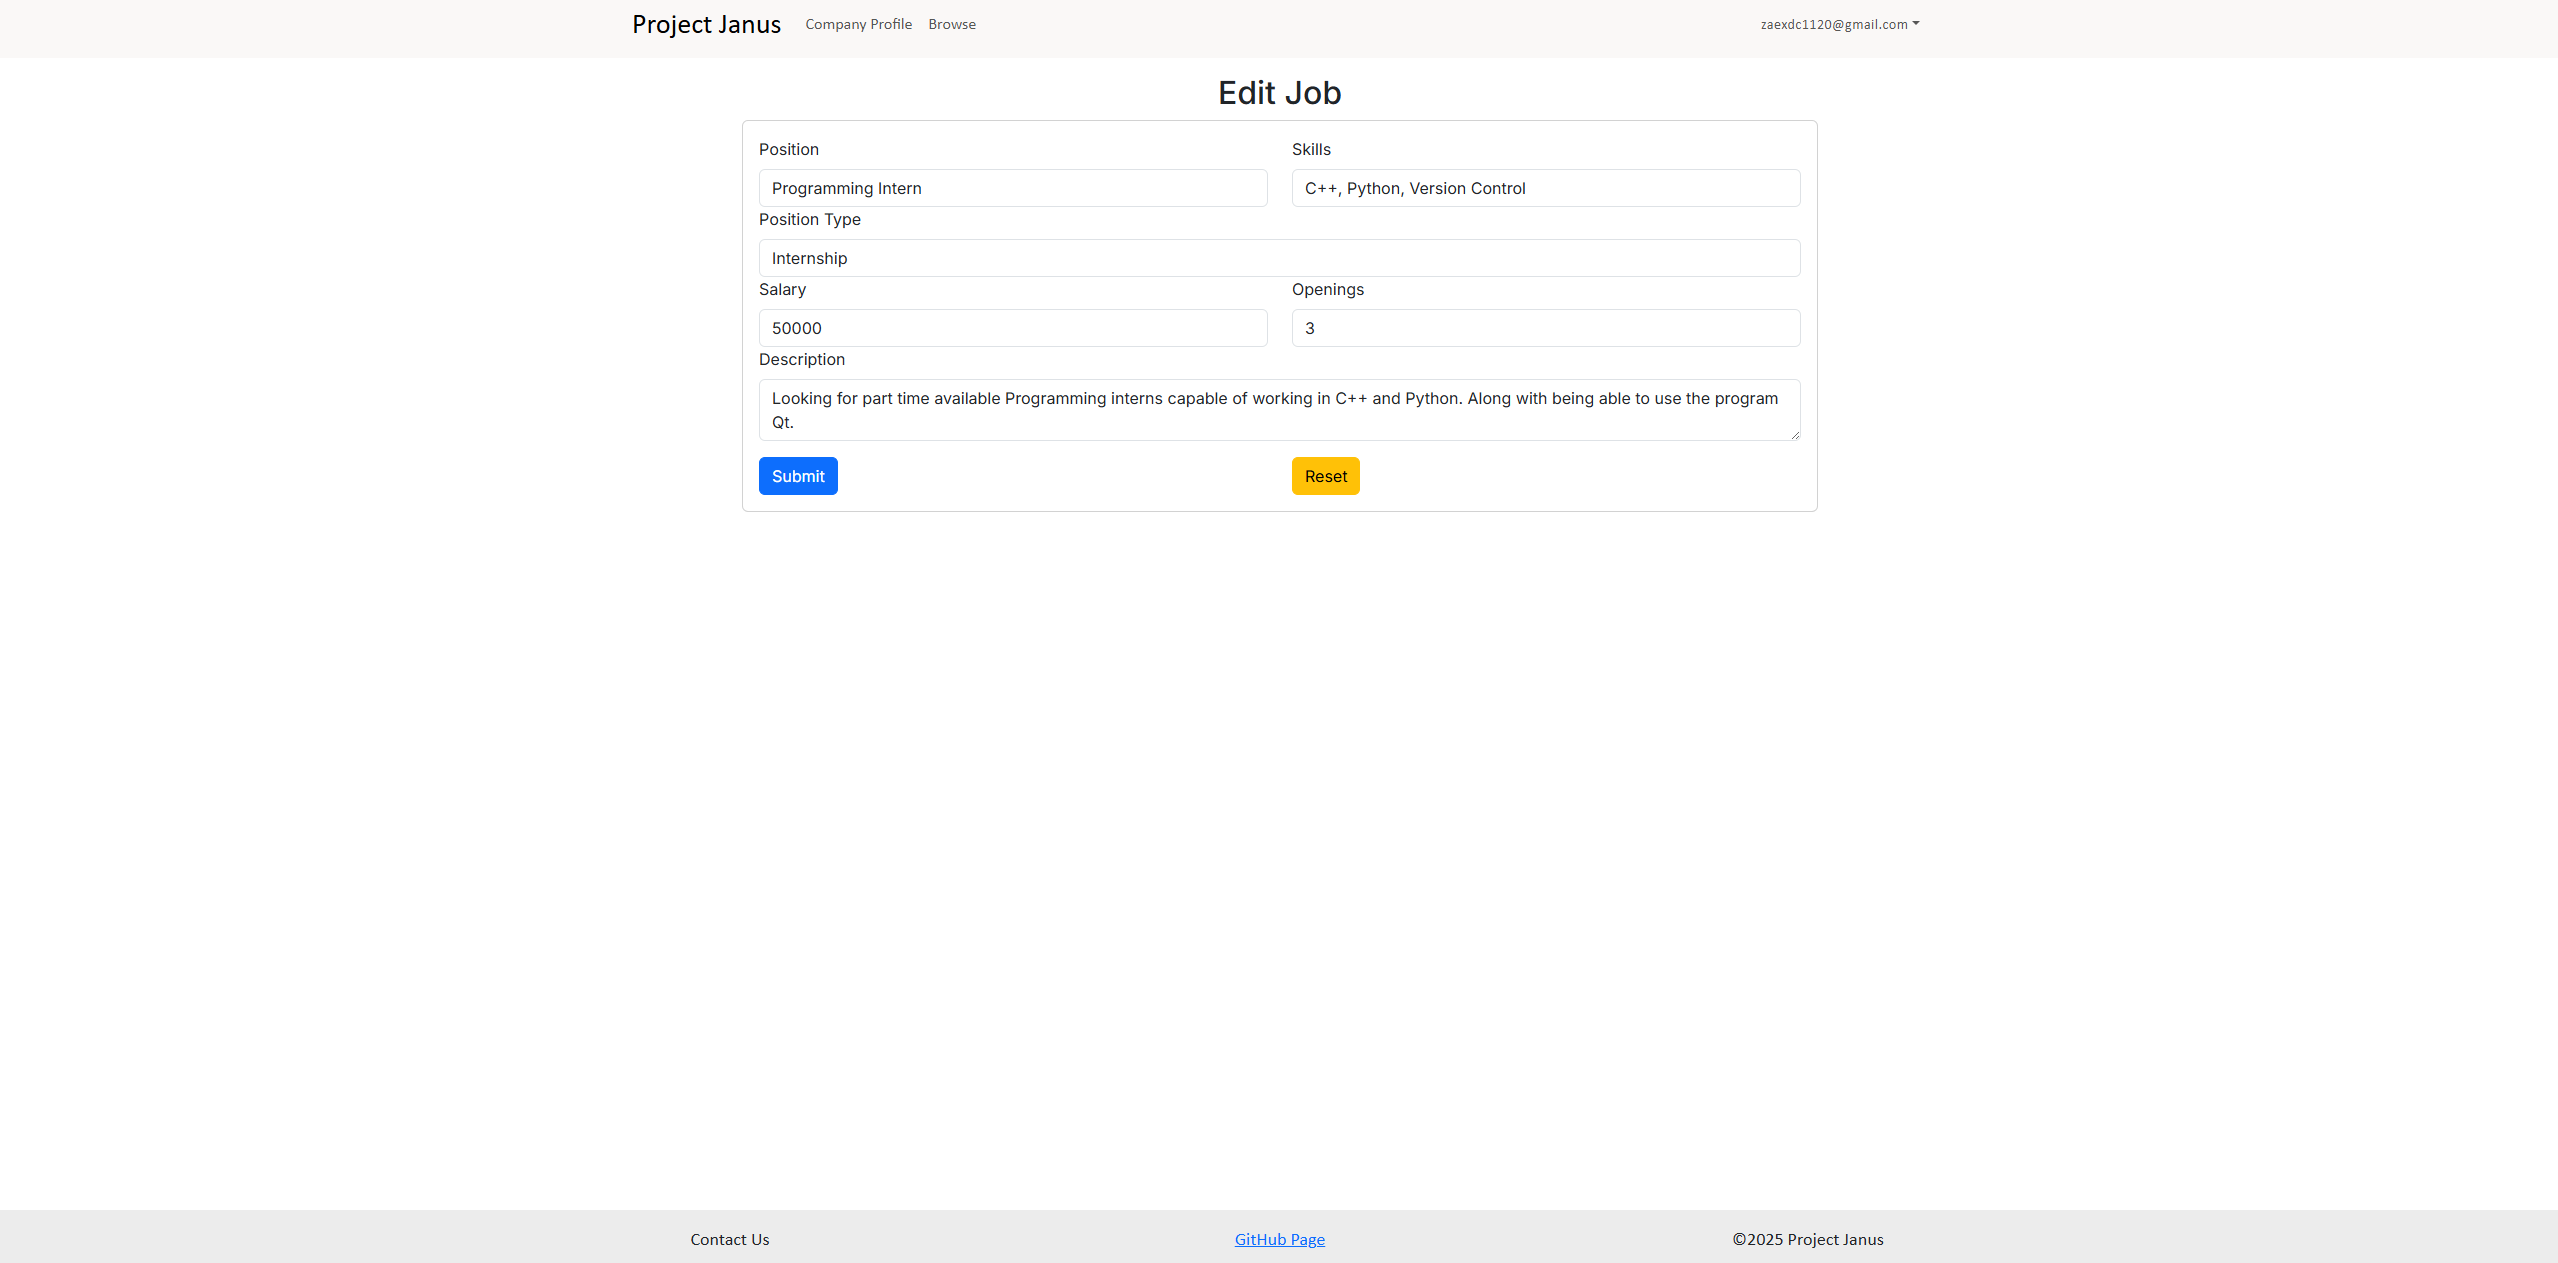 Project Janus
Company Profile
Browse
zaexdc1120@gmail.com
Edit Job
Position
Skills
Programming Intern
C++, Python, Version Control
Position Type
Internship
Salary
Openings
50000
3
Description
Looking for part time available Programming interns capable of working in C++ and Python. Along with being able to use the program
Qt.
Submit
Reset
Contact Us
GitHub Page
©2025 Project Janus